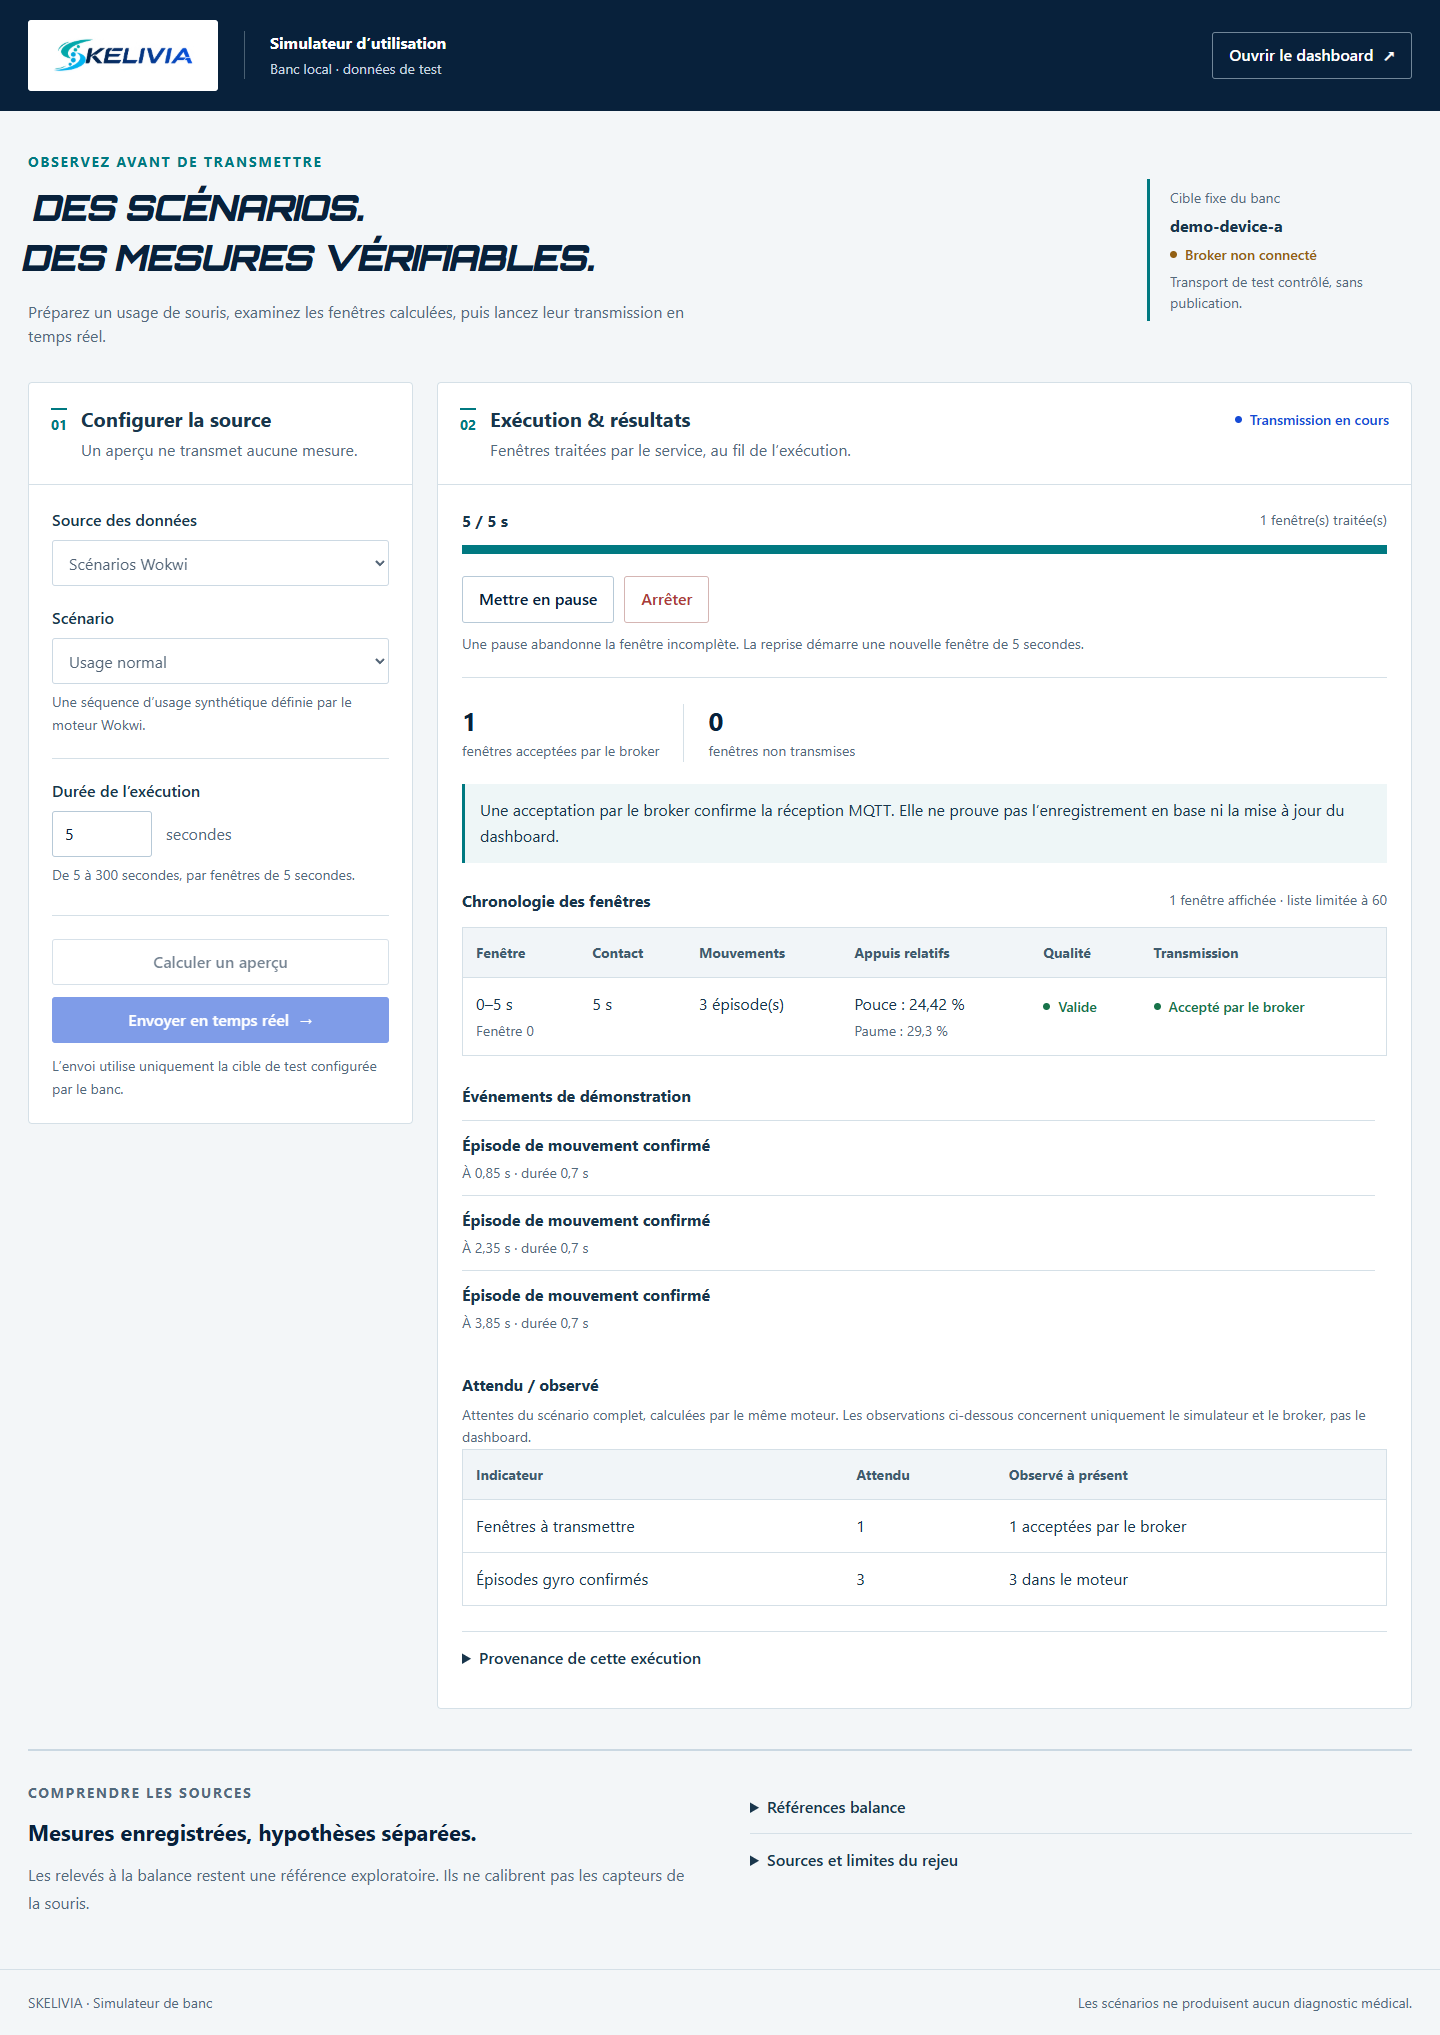 SKELIVIA
Simulateur d’utilisation
Banc local · données de test
Ouvrir le dashboard ↗
OBSERVEZ AVANT DE TRANSMETTRE
DES SCÉNARIOS.
DES MESURES VÉRIFIABLES.
Préparez un usage de souris, examinez les fenêtres calculées, puis lancez leur transmission en
temps réel.
Cible fixe du banc
demo-device-a
Broker non connecté
Transport de test contrôlé, sans
publication.
01
Configurer la source
Un aperçu ne transmet aucune mesure.
Source des données
Scénarios Wokwi
Scénario
Usage normal
Une séquence d’usage synthétique définie par le
moteur Wokwi.
Durée de l’exécution
5 secondes
De 5 à 300 secondes, par fenêtres de 5 secondes.
Calculer un aperçu
Envoyer en temps réel →
L’envoi utilise uniquement la cible de test configurée
par le banc.
02
Exécution & résultats
Transmission en cours
Fenêtres traitées par le service, au fil de l’exécution.
5 / 5 s
1 fenêtre(s) traitée(s)
Mettre en pause
Arrêter
Une pause abandonne la fenêtre incomplète. La reprise démarre une nouvelle fenêtre de 5 secondes.
1
fenêtres acceptées par le broker
0
fenêtres non transmises
Une acceptation par le broker confirme la réception MQTT. Elle ne prouve pas l’enregistrement en base ni la mise à jour du
dashboard.
Chronologie des fenêtres
1 fenêtre affichée · liste limitée à 60
Fenêtre Contact Mouvements Appuis relatifs Qualité Transmission
0–5 s 5 s 3 épisode(s) Pouce : 24,42 % Valide Accepté par le broker
Fenêtre 0 Paume : 29,3 %
Événements de démonstration
Épisode de mouvement confirmé
À 0,85 s · durée 0,7 s
Épisode de mouvement confirmé
À 2,35 s · durée 0,7 s
Épisode de mouvement confirmé
À 3,85 s · durée 0,7 s
Attendu / observé
Attentes du scénario complet, calculées par le même moteur. Les observations ci-dessous concernent uniquement le simulateur et le broker, pas le
dashboard.
Indicateur Attendu Observé à présent
Fenêtres à transmettre 1 1 acceptées par le broker
Épisodes gyro confirmés 3 3 dans le moteur
▶ Provenance de cette exécution
COMPRENDRE LES SOURCES
Mesures enregistrées, hypothèses séparées.
Les relevés à la balance restent une référence exploratoire. Ils ne calibrent pas les capteurs de
la souris.
▶ Références balance
▶ Sources et limites du rejeu
SKELIVIA · Simulateur de banc
Les scénarios ne produisent aucun diagnostic médical.